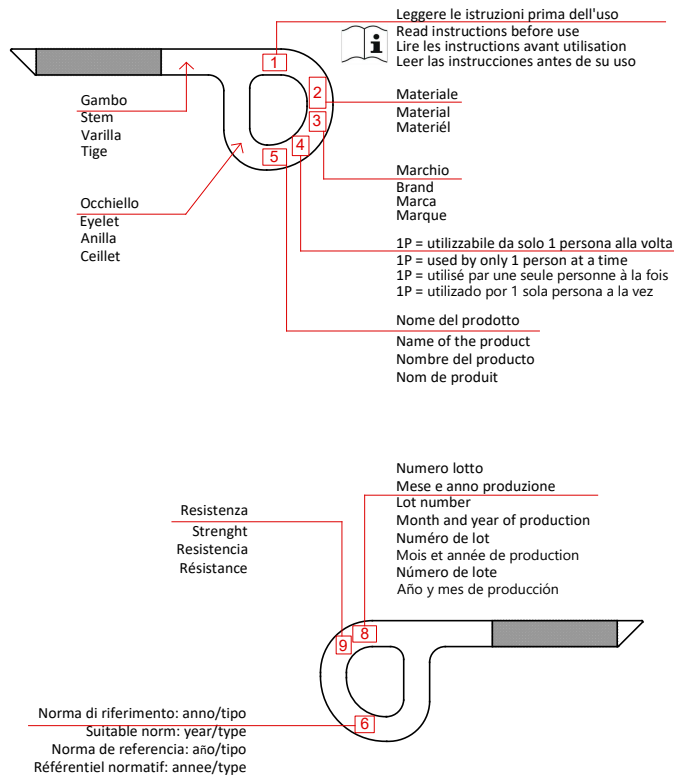 Leggere le istruzioni prima dell'uso
Read instructions before use
Lire les instructions avant utilisation
Leer las instrucciones antes de su uso
1
2
3
4
5
Gambo
Stem
Varilla
Tige
Materiale
Material
Materiél
Marchio
Brand
Marca
Marque
Occhiello
Eyelet
Anilla
Ceillet
1P = utilizzabile da solo 1 persona alla volta
1P = used by only 1 person at a time
1P = utilisé par une seule personne à la fois
1P = utilizado por 1 sola persona a la vez
Nome del prodotto
Name of the product
Nombre del producto
Nom de produit
Numero lotto
Mese e anno produzione
Lot number
Month and year of production
Numéro de lot
Mois et année de production
Número de lote
Año y mes de producción
Resistenza
Strenght
Resistencia
Résistance
8
9
6
Norma di riferimento: anno/tipo
Suitable norm: year/type
Norma de referencia: año/tipo
Référentiel normatif: annee/type